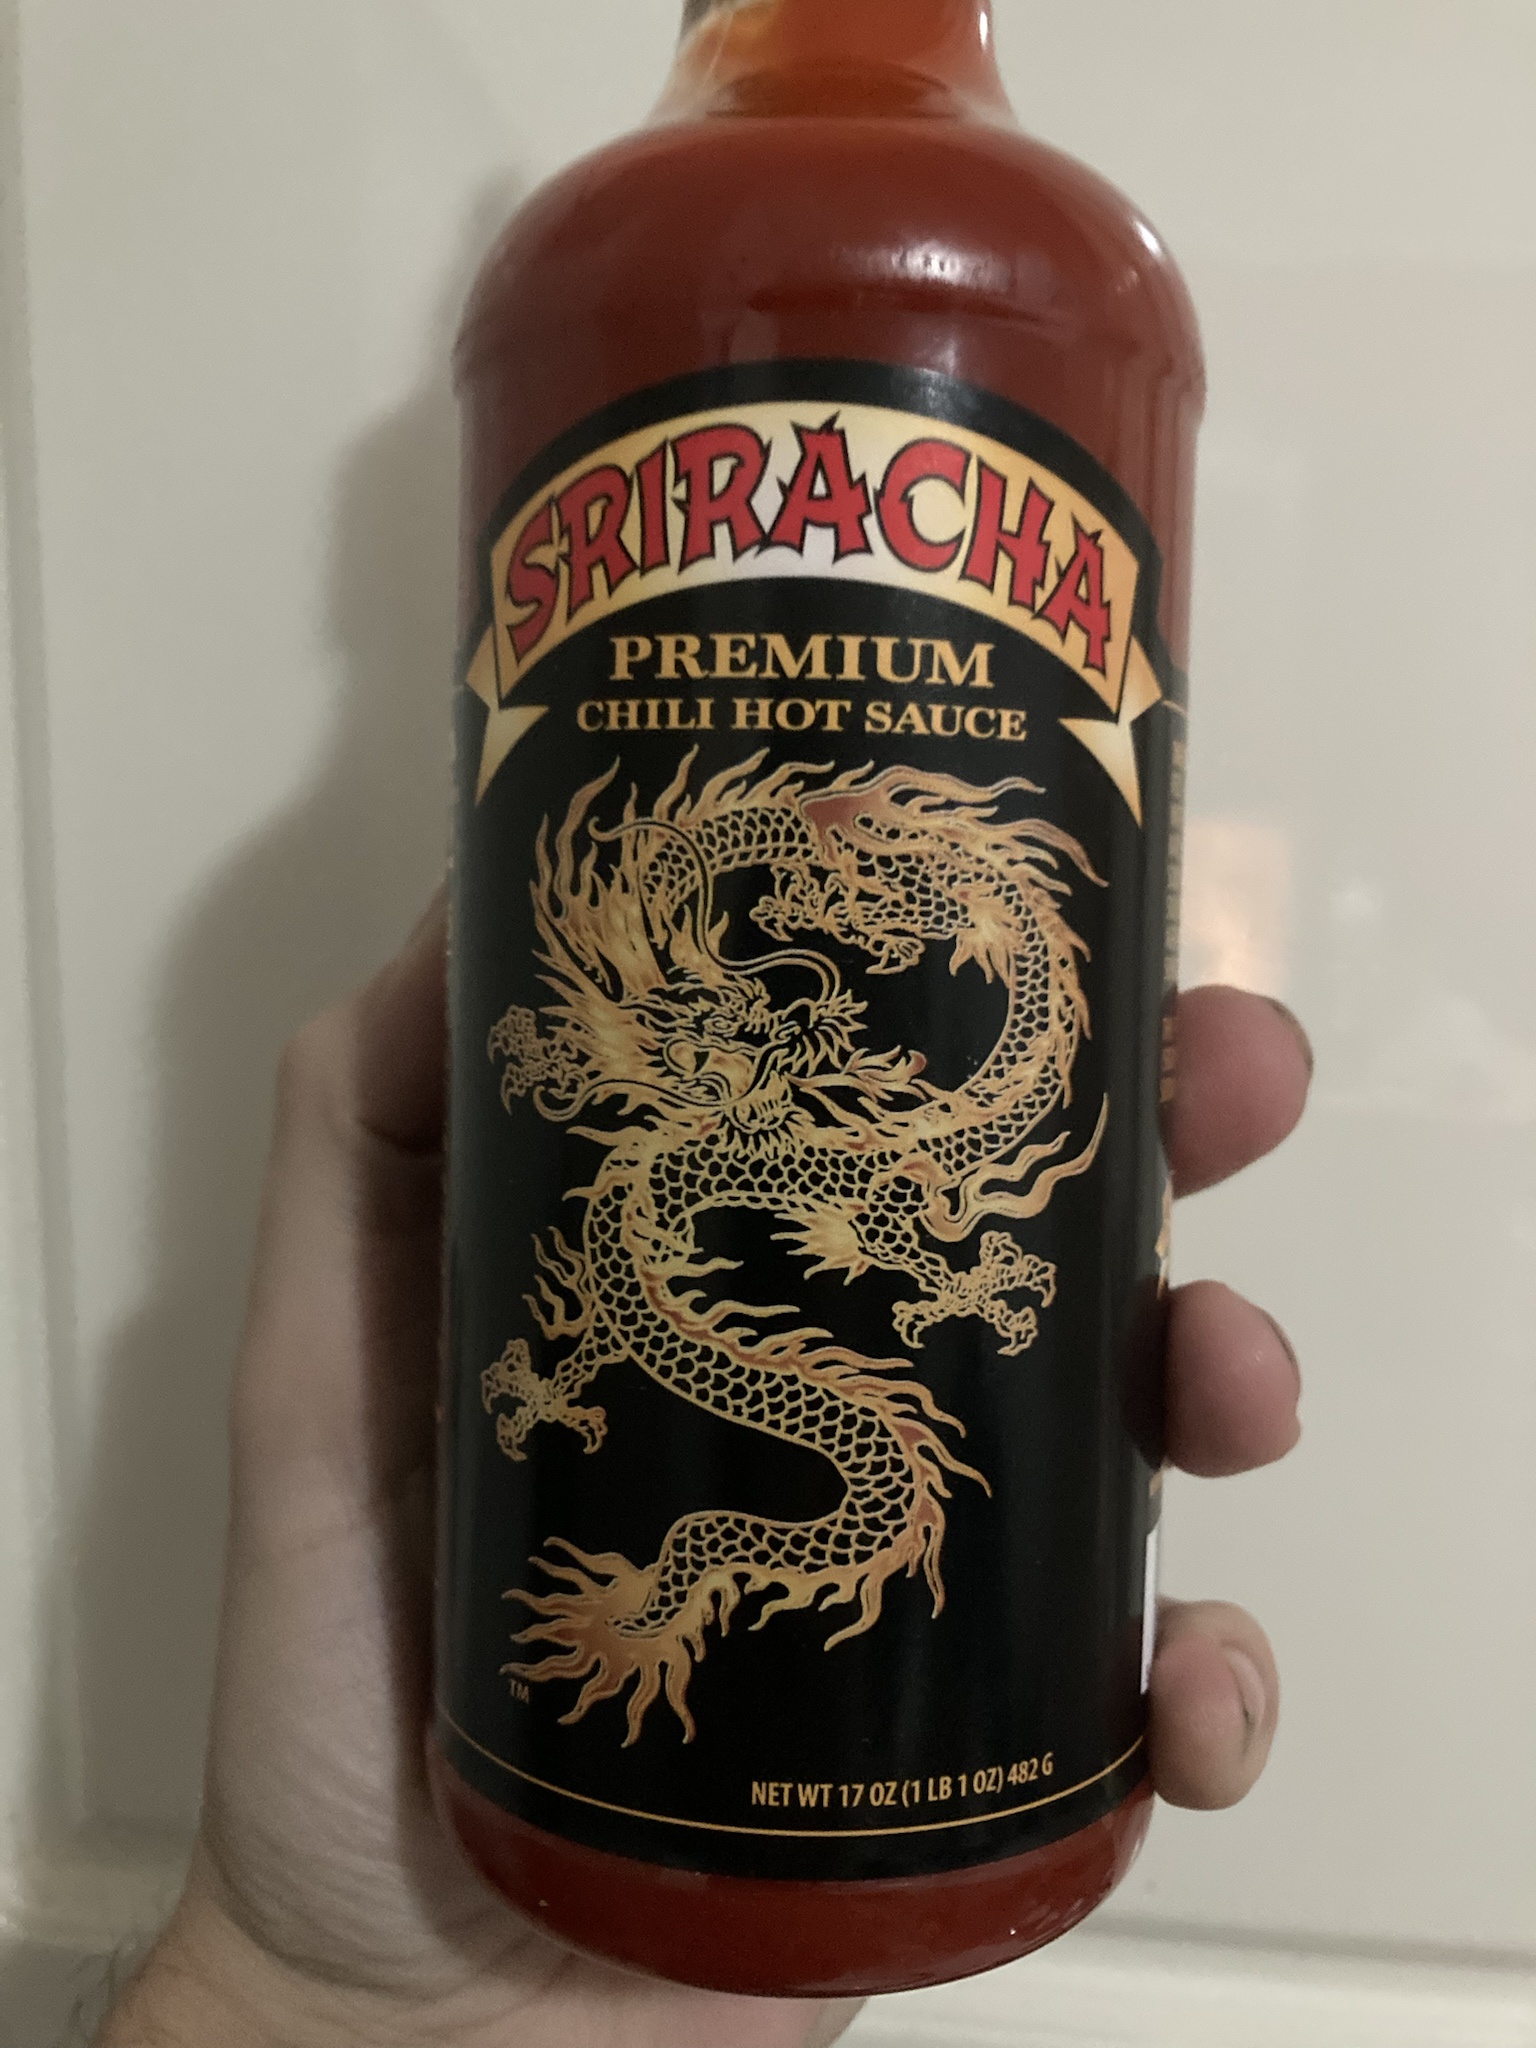 SRIRACHA
PREMIUM
CHILI HOT SAUCE
TM
NET WT 17 OZ (1 LB 1 OZ) 482 G